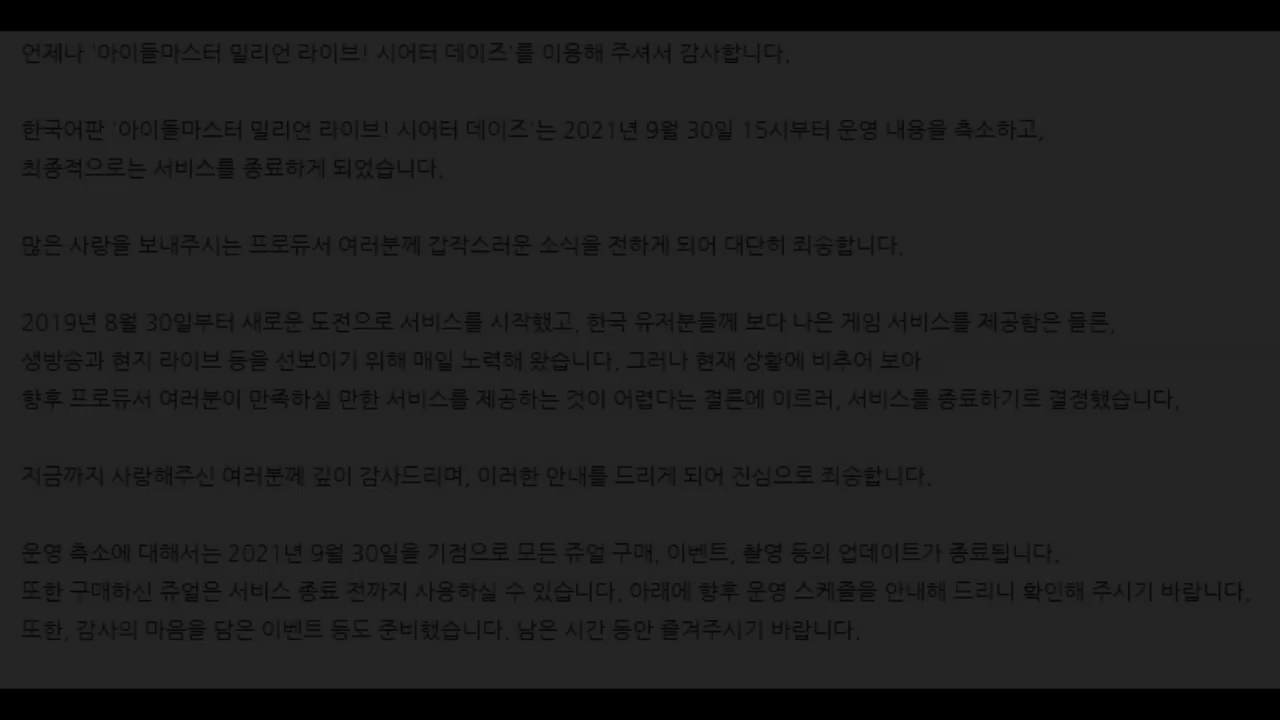 언제나 '아이돌마스터 밀리언 라이브! 시어터 데이즈'를 이용해 주셔서 감사합니다.
한국어판 '아이돌마스터 밀리언 라이브! 시어터 데이즈'는 2021년 9월 30일 15시부터 운영 내용을 축소하고,
최종적으로는 서비스를 종료하게 되었습니다.
많은 사랑을 보내주시는 프로듀서 여러분께 갑작스러운 소식을 전하게 되어 대단히 죄송합니다.
2019년 8월 30일부터 새로운 도전으로 서비스를 시작했고, 한국 유저분들께 보다 나은 게임 서비스를 제공함은 물론,
생방송과 현지 라이브 등을 선보이기 위해 매일 노력해 왔습니다. 그러나 현재 상황에 비추어 보아
향후 프로듀서 여러분이 만족하실 만한 서비스를 제공하는 것이 어렵다는 결론에 이르러, 서비스를 종료하기로 결정했습니다.
지금까지 사랑해주신 여러분께 깊이 감사드리며, 이러한 안내를 드리게 되어 진심으로 죄송합니다.
운영 축소에 대해서는 2021년 9월 30일을 기점으로 모든 쥬얼 구매, 이벤트, 촬영 등의 업데이트가 종료됩니다.
또한 구매하신 쥬얼은 서비스 종료 전까지 사용하실 수 있습니다. 아래에 향후 운영 스케줄을 안내해 드리니 확인해 주시기 바랍니다.
또한, 감사의 마음을 담은 이벤트 등도 준비했습니다. 남은 시간 동안 즐겨주시기 바랍니다.